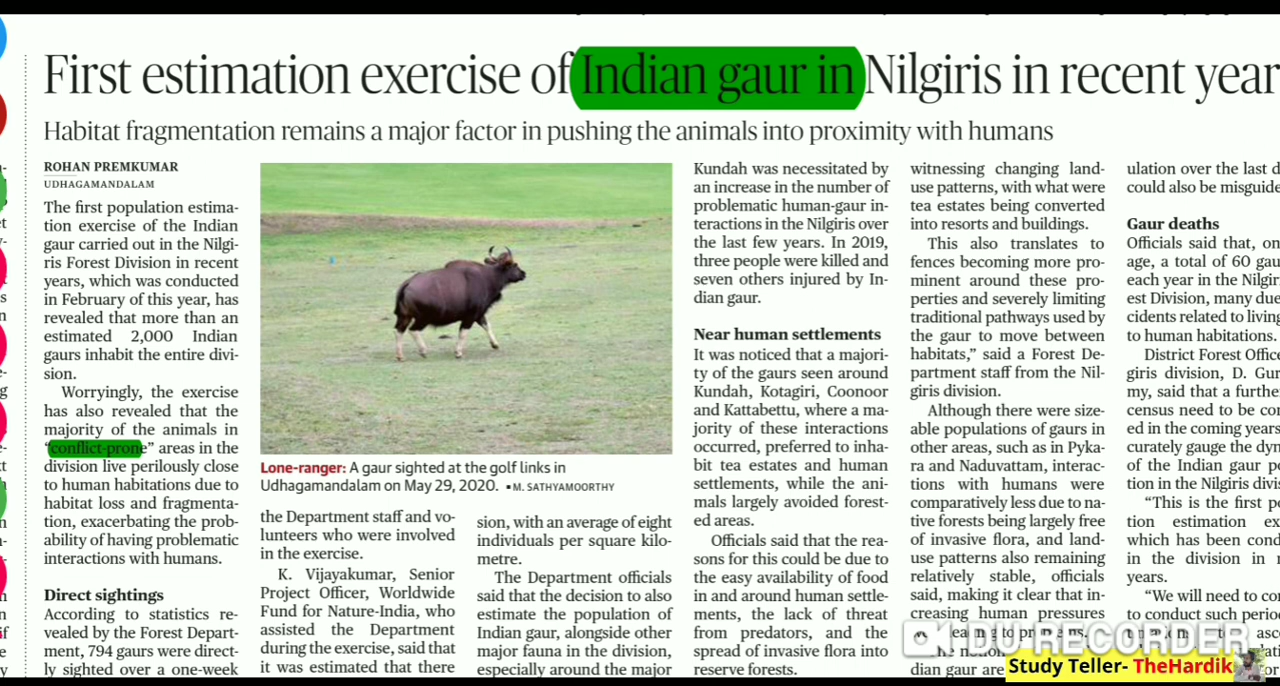 First estimation exercise of Indian gaur in Nilgiris in recent year
Habitat fragmentation remains a major factor in pushing the animals into proximity with humans
ROHAN PREMKUMAR
UDHAGAMANDALAM
The first population estima-
tion exercise of the Indian
gaur carried out in the Nilgi-
ris Forest Division in recent
years, which was conducted
in February of this year, has
revealed that more than an
estimated 2,000 Indian
gaurs inhabit the entire divi-
sion.
Worryingly, the exercise
has also revealed that the
majority of the animals in
“conflict-prone” areas in the
division live perilously close
to human habitations due to
habitat loss and fragmenta-
tion, exacerbating the prob-
ability of having problematic
interactions with humans.
Direct sightings
According to statistics re-
vealed by the Forest Depart-
ment, 794 gaurs were direct-
ly sighted over a one-week
Lone-ranger: A gaur sighted at the golf links in
Udhagamandalam on May 29, 2020. ▪M. SATHYAMOORTHY
the Department staff and vo-
lunteers who were involved
in the exercise.
K. Vijayakumar, Senior
Project Officer, Worldwide
Fund for Nature-India, who
assisted the Department
during the exercise, said that
it was estimated that there
sion, with an average of eight
individuals per square kilo-
metre.
The Department officials
said that the decision to also
estimate the population of
Indian gaur, alongside other
major fauna in the division,
especially around the major
Kundah was necessitated by
an increase in the number of
problematic human-gaur in-
teractions in the Nilgiris over
the last few years. In 2019,
three people were killed and
seven others injured by In-
dian gaur.
Near human settlements
It was noticed that a majori-
ty of the gaurs seen around
Kundah, Kotagiri, Coonoor
and Kattabettu, where a ma-
jority of these interactions
occurred, preferred to inha-
bit tea estates and human
settlements, while the ani-
mals largely avoided forest-
ed areas.
Officials said that the rea-
sons for this could be due to
the easy availability of food
in and around human settle-
ments, the lack of threat
from predators, and the
spread of invasive flora into
reserve forests.
witnessing changing land-
use patterns, with what were
tea estates being converted
into resorts and buildings.
This also translates to
fences becoming more pro-
minent around these pro-
perties and severely limiting
traditional pathways used by
the gaur to move between
habitats,” said a Forest De-
partment staff from the Nil-
giris division.
Although there were size-
able populations of gaurs in
other areas, such as in Pyka-
ra and Naduvattam, interac-
tions with humans were
comparatively less due to na-
tive forests being largely free
of invasive flora, and land-
use patterns also remaining
relatively stable, officials
said, making it clear that in-
creasing human pressures
to problems.
dian gaur are
ulation over the last d
could also be misguide
Gaur deaths
Officials said that, on
age, a total of 60 gau
each year in the Nilgir
est Division, many due
cidents related to living
to human habitations.
District Forest Office
giris division, D. Gur
my, said that a further
census need to be cor
ed in the coming years
curately gauge the dyn
of the Indian gaur po
tion in the Nilgiris divis
“This is the first po
tion estimation ex
which has been cond
in the division in r
years.
“We will need to cor
to conduct such perio
DU RECORDER
Study Teller- TheHardik